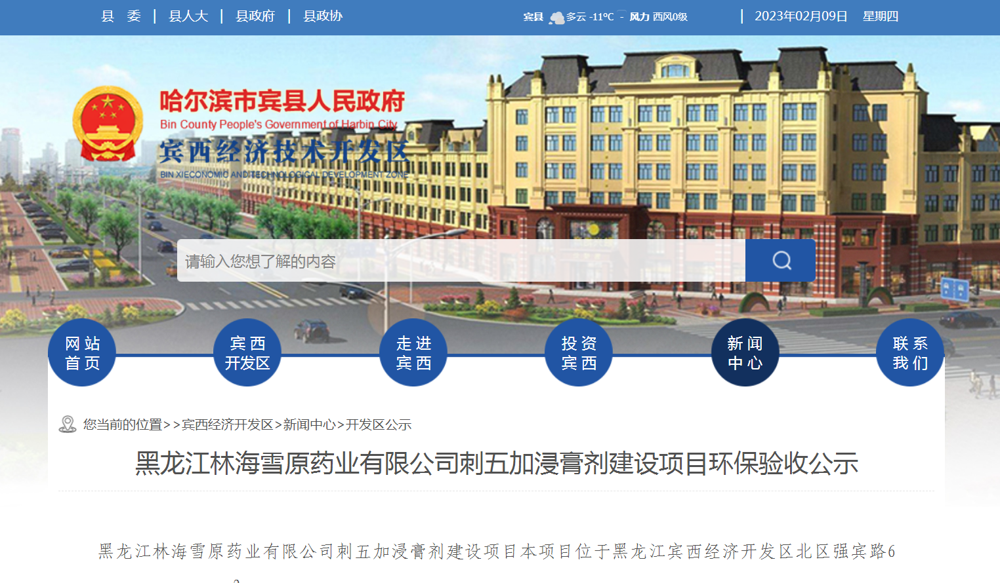 县 委 | 县人大 | 县政府 | 县政协
宾县 多云 -11℃ - 风力 西风0级
| 2023年02月09日 星期四
哈尔滨市宾县人民政府
Bin County People's Government of Harbin City
宾西经济技术开发区
BIN XIECONOMIC AND TECHNOLOGICAL DEVELOPMENT ZONE
请输入您想了解的内容
网 站
首 页
宾 西
开发区
走 进
宾 西
投 资
宾 西
新 闻
中 心
联 系
我 们
您当前的位置>>宾西经济开发区>新闻中心>开发区公示
黑龙江林海雪原药业有限公司刺五加浸膏剂建设项目环保验收公示
黑龙江林海雪原药业有限公司刺五加浸膏剂建设项目本项目位于黑龙江宾西经济开发区北区强宾路6